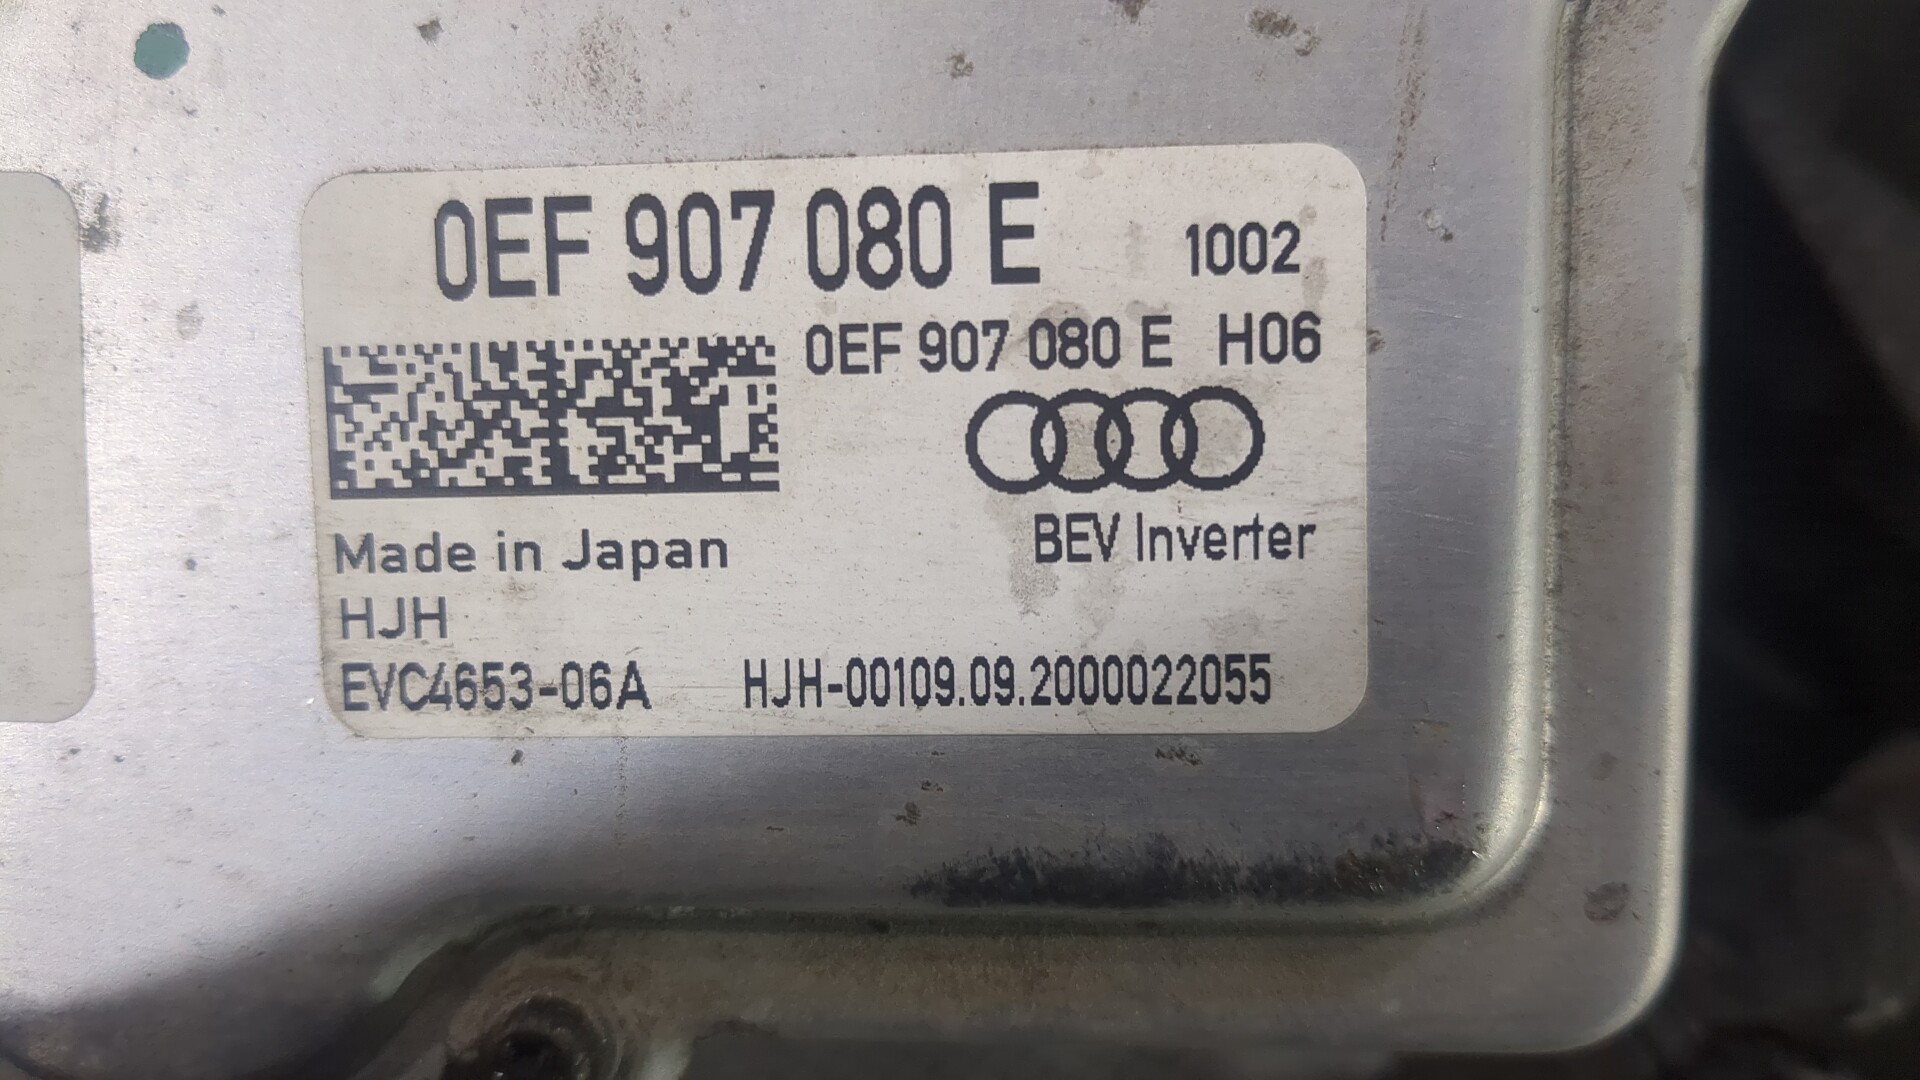 0EF 907 080 E 1002
0EF 907 080 E H06
BEV Inverter
Made in Japan
HJH
EVC4653-06A HJH-00109.09.2000022055